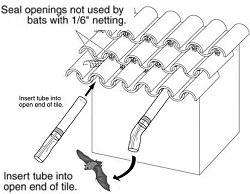 Seal openings not used by
bats with 1/6" netting.
Insert tube into
open end of tile.
Insert tube into
open end of tile.